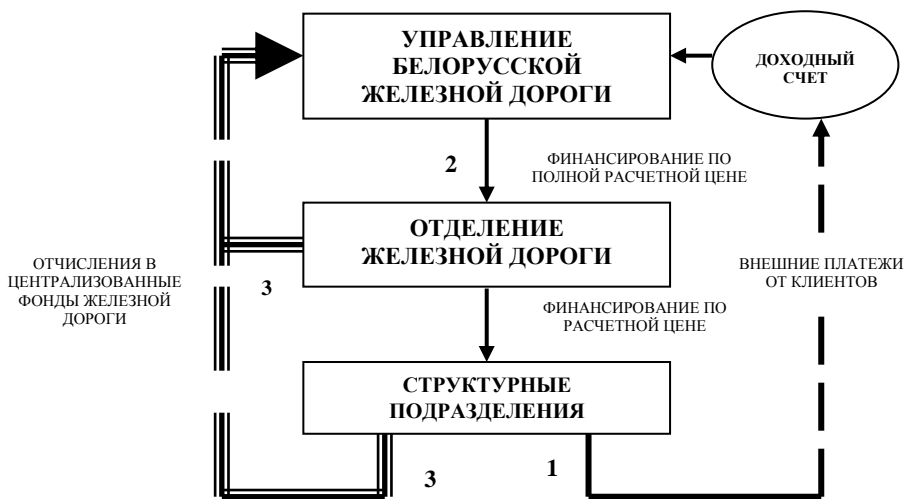 УПРАВЛЕНИЕ
БЕЛОРУССКОЙ
ЖЕЛЕЗНОЙ ДОРОГИ
ДОХОДНЫЙ
СЧЕТ
2
ФИНАНСИРОВАНИЕ ПО
ПОЛНОЙ РАСЧЕТНОЙ ЦЕНЕ
ОТДЕЛЕНИЕ
ЖЕЛЕЗНОЙ ДОРОГИ
ОТЧИСЛЕНИЯ В
ЦЕНТРАЛИЗОВАННЫЕ
ФОНДЫ ЖЕЛЕЗНОЙ
ДОРОГИ
3
ВНЕШНИЕ ПЛАТЕЖИ
ОТ КЛИЕНТОВ
ФИНАНСИРОВАНИЕ ПО
РАСЧЕТНОЙ ЦЕНЕ
СТРУКТУРНЫЕ
ПОДРАЗДЕЛЕНИЯ
3
1